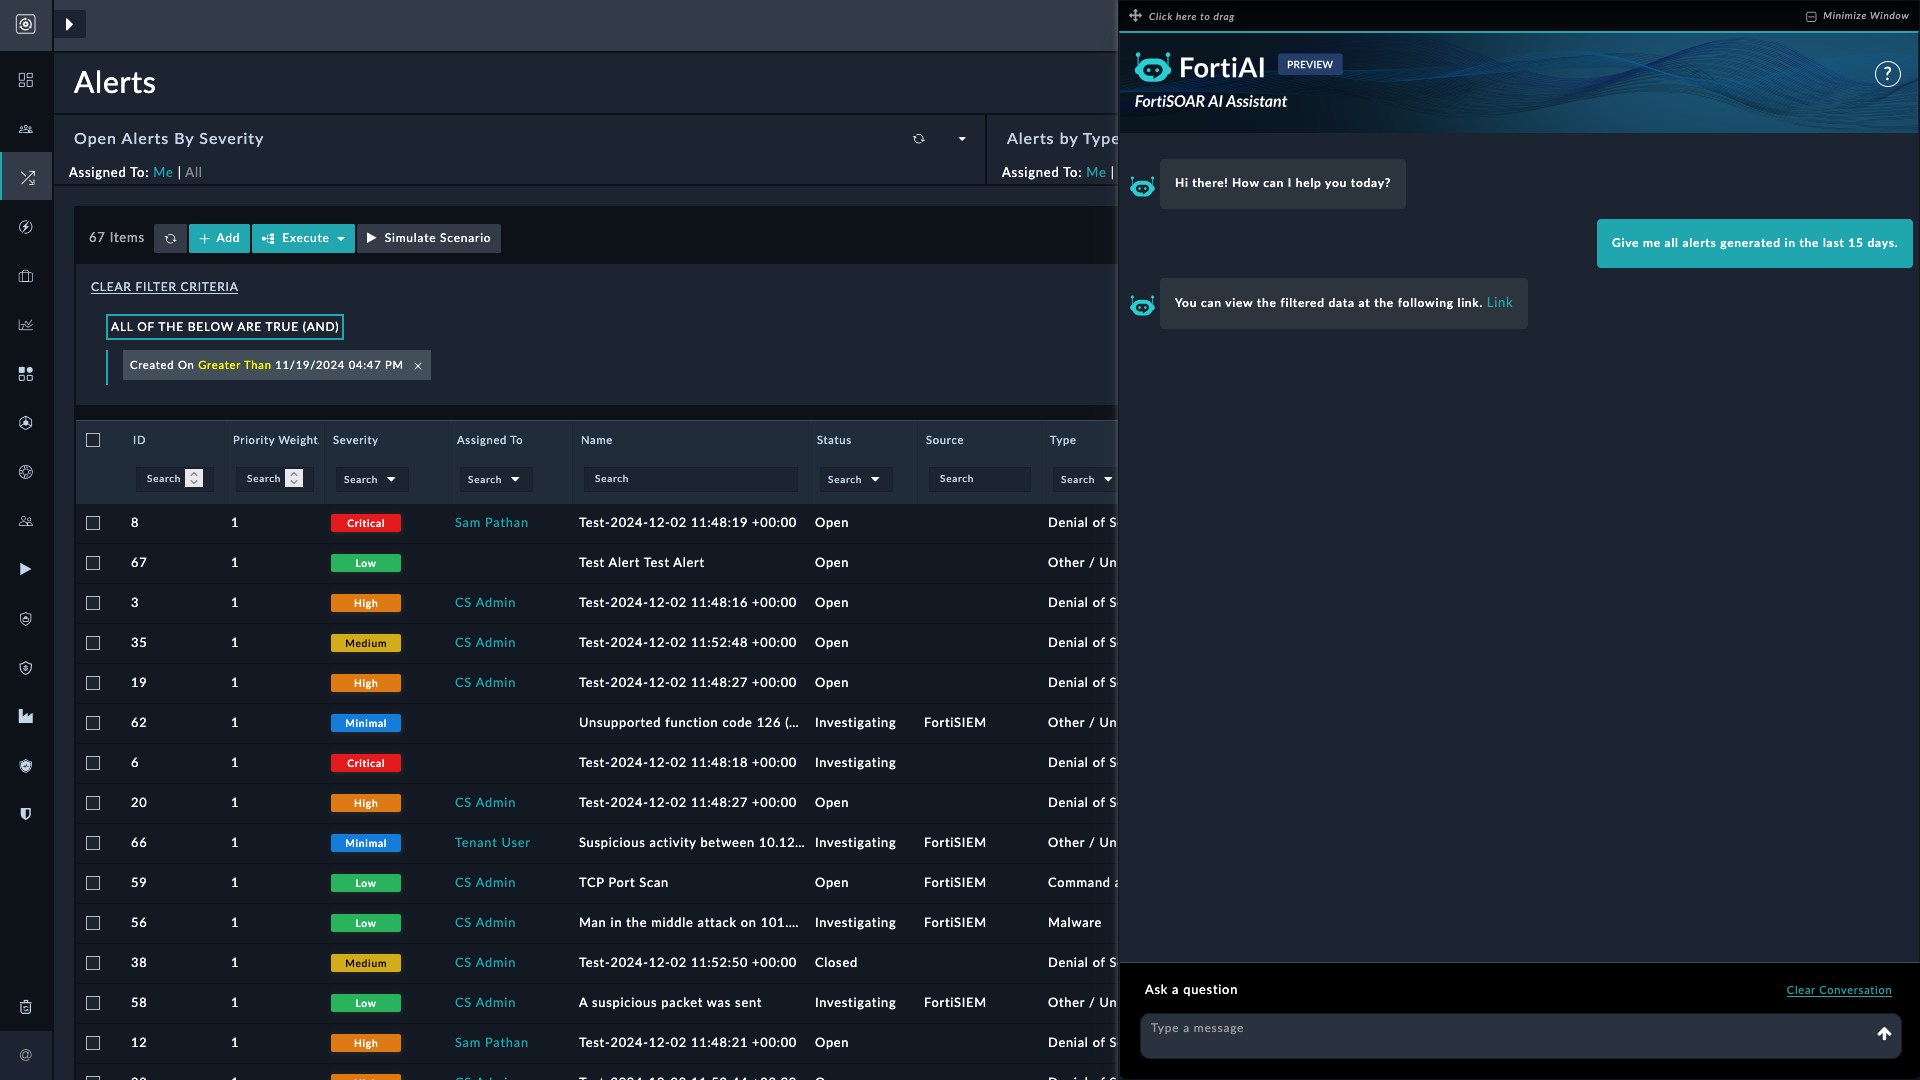 Click here to drag
Minimize Window
FortiAI PREVIEW
FortiSOAR AI Assistant
?
Alerts
Open Alerts By Severity
Assigned To: Me | All
Alerts by Type
Assigned To: Me |
67 Items
Add
Execute
Simulate Scenario
CLEAR FILTER CRITERIA
ALL OF THE BELOW ARE TRUE (AND)
Created On Greater Than 11/19/2024 04:47 PM
ID Priority Weight Severity Assigned To Name Status Source Type
Search Search Search Search Search Search Search Search
8 1 Critical Sam Pathan Test-2024-12-02 11:48:19 +00:00 Open Denial of S
67 1 Low Test Alert Test Alert Open Other / Un
3 1 High CS Admin Test-2024-12-02 11:48:16 +00:00 Open Denial of S
35 1 Medium CS Admin Test-2024-12-02 11:52:48 +00:00 Open Denial of S
19 1 High CS Admin Test-2024-12-02 11:48:27 +00:00 Open Denial of S
62 1 Minimal Unsupported function code 126 (... Investigating FortiSIEM Other / Un
6 1 Critical Test-2024-12-02 11:48:18 +00:00 Investigating Denial of S
20 1 High CS Admin Test-2024-12-02 11:48:27 +00:00 Open Denial of S
66 1 Minimal Tenant User Suspicious activity between 10.12... Investigating FortiSIEM Other / Un
59 1 Low CS Admin TCP Port Scan Open FortiSIEM Command a
56 1 Low CS Admin Man in the middle attack on 101.... Investigating FortiSIEM Malware
38 1 Medium CS Admin Test-2024-12-02 11:52:50 +00:00 Closed Denial of S
58 1 Low CS Admin A suspicious packet was sent Investigating FortiSIEM Other / Un
12 1 High Sam Pathan Test-2024-12-02 11:48:21 +00:00 Open Denial of S
@
Hi there! How can I help you today?
Give me all alerts generated in the last 15 days.
You can view the filtered data at the following link. Link
Ask a question
Clear Conversation
Type a message